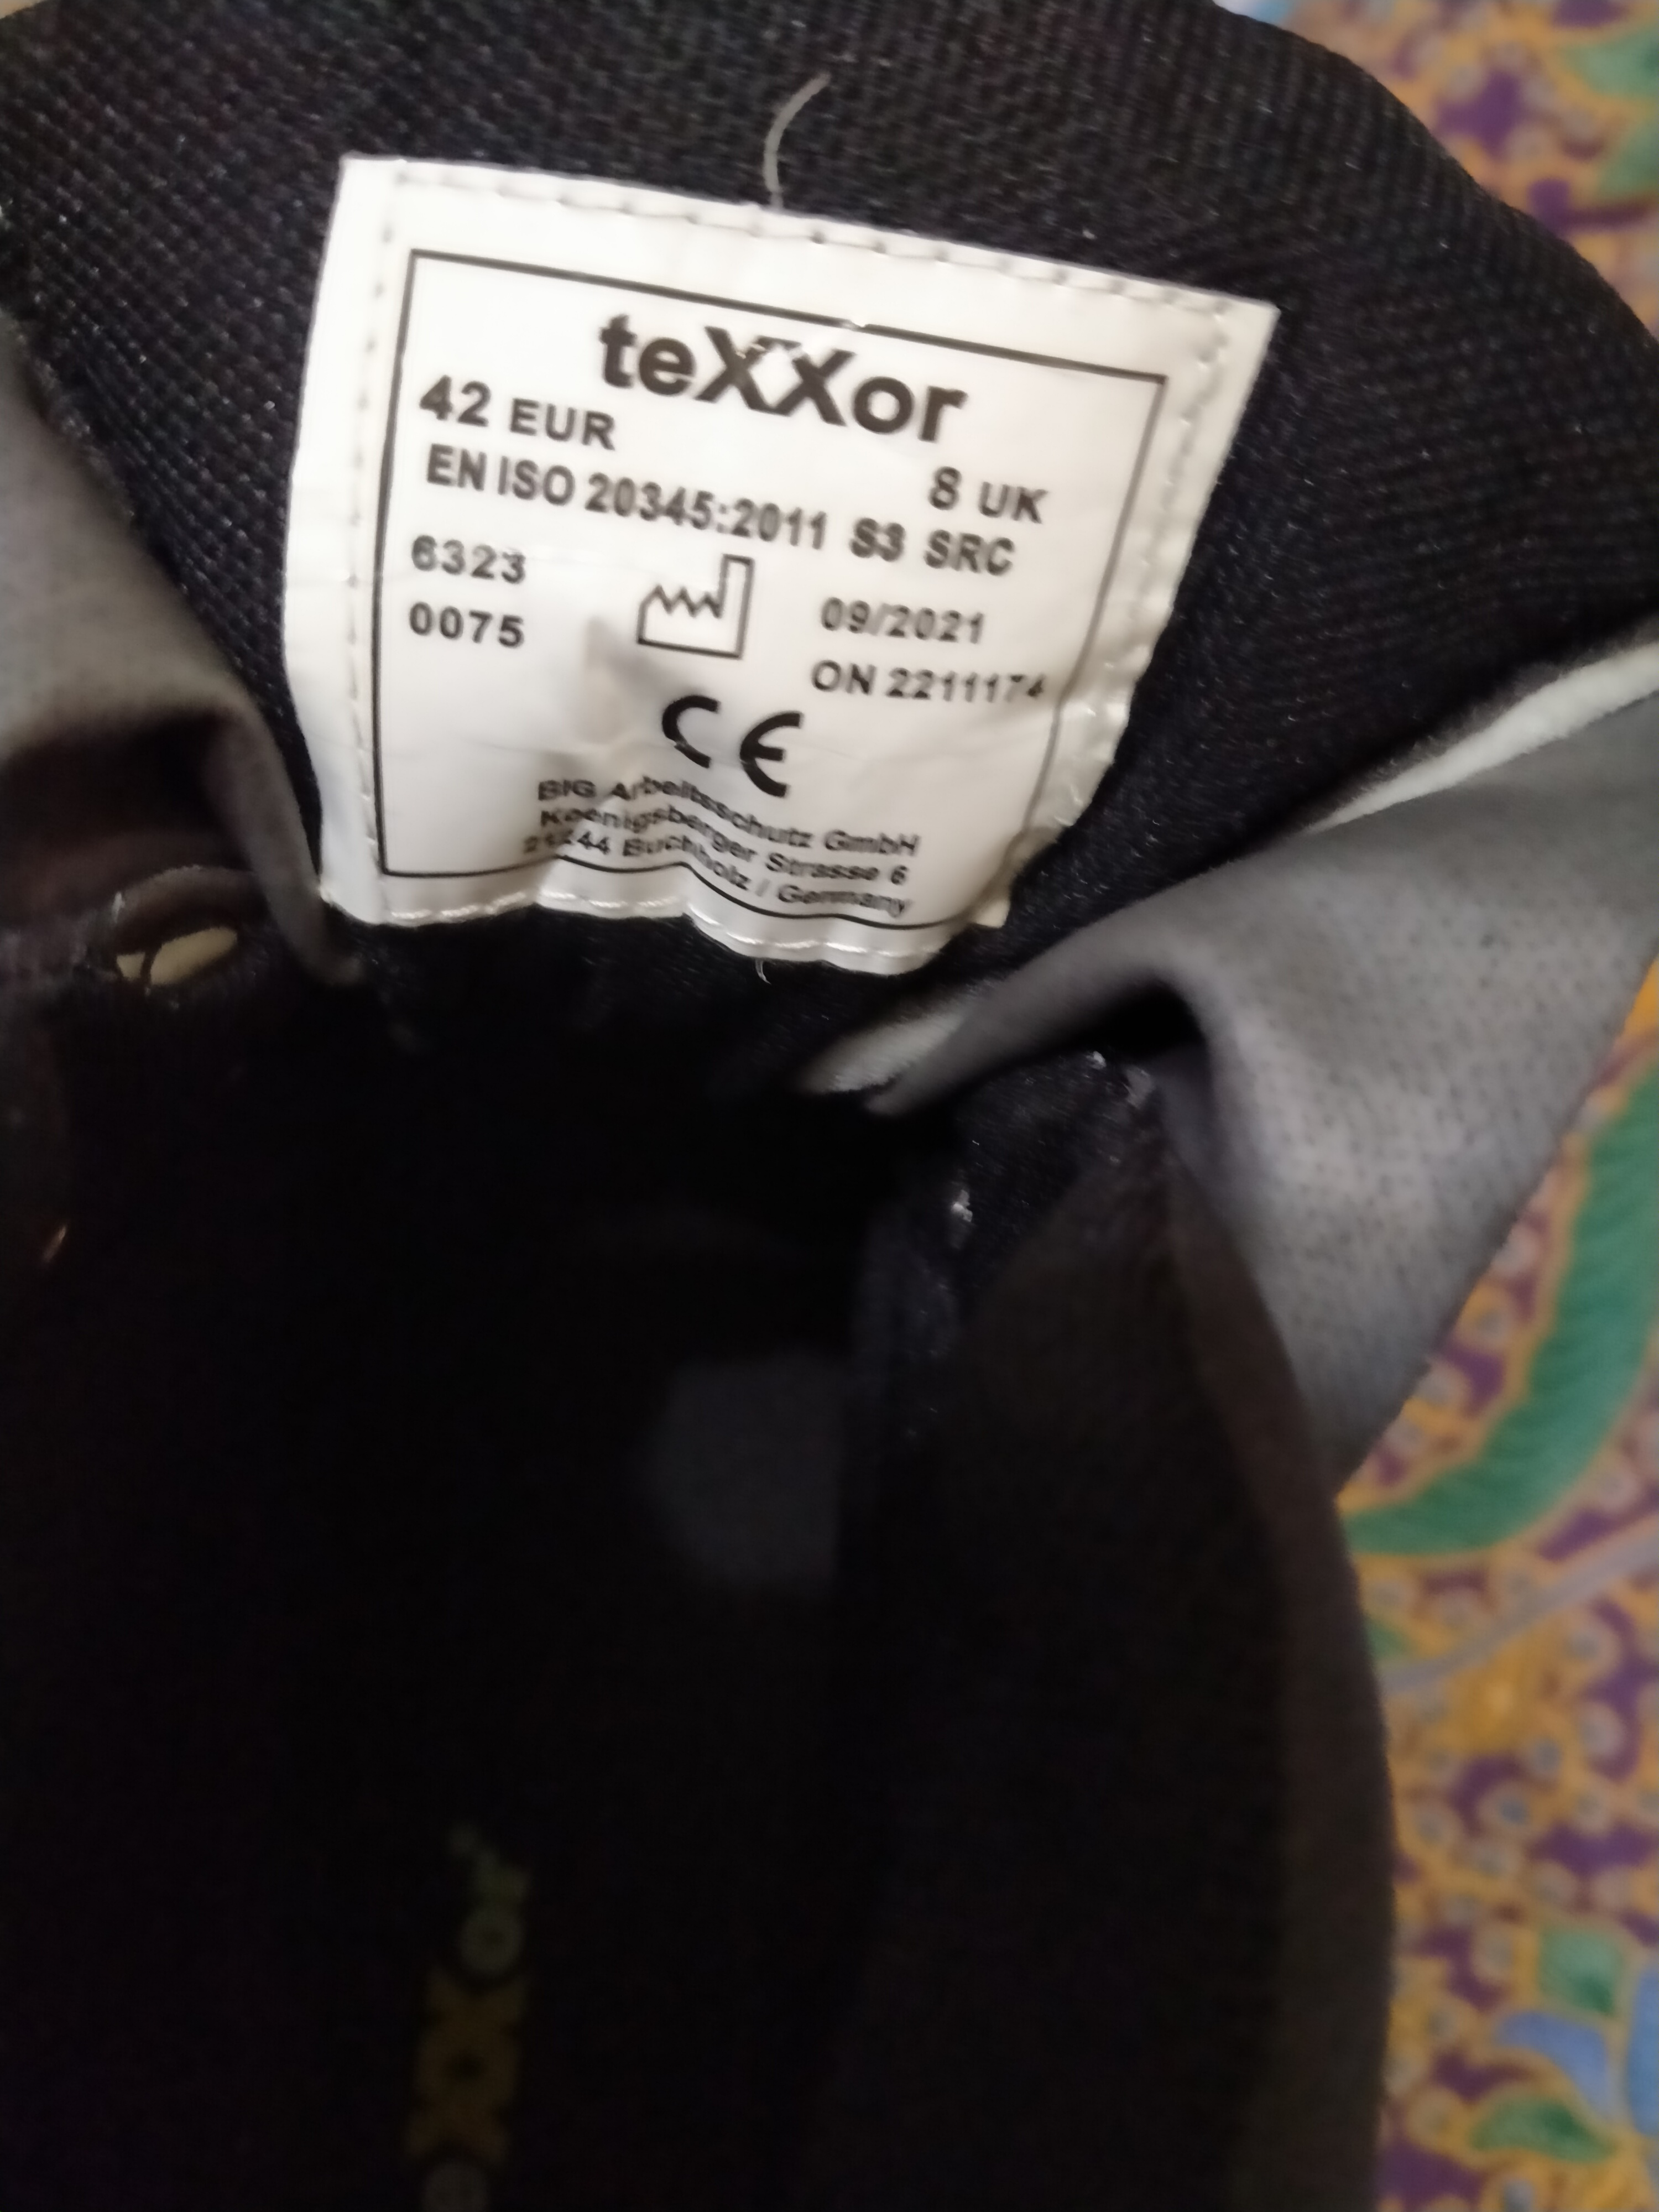 teXXor
42 EUR 8 UK
EN ISO 20345:2011 S3 SRC
6323 09/2021
0075 ON 2211174
CE
BIG Arbeitsschutz GmbH
Koenigsberger Strasse 6
21244 Buchholz / Germany